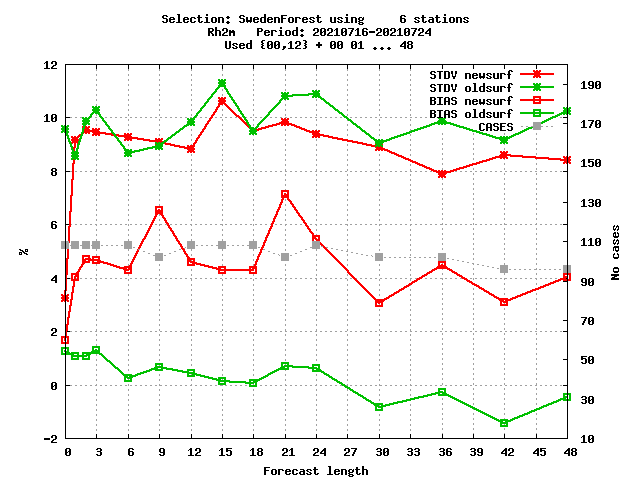 Selection: SwedenForest using     6 stations
Rh2m   Period: 20210716-20210724
Used {00,12} + 00 01 ... 48
12
10
8
6
4
2
0
-2
%
STDV newsurf
STDV oldsurf
BIAS newsurf
BIAS oldsurf
CASES
190
170
150
130
110
90
70
50
30
10
No cases
0 3 6 9 12 15 18 21 24 27 30 33 36 39 42 45 48
Forecast length